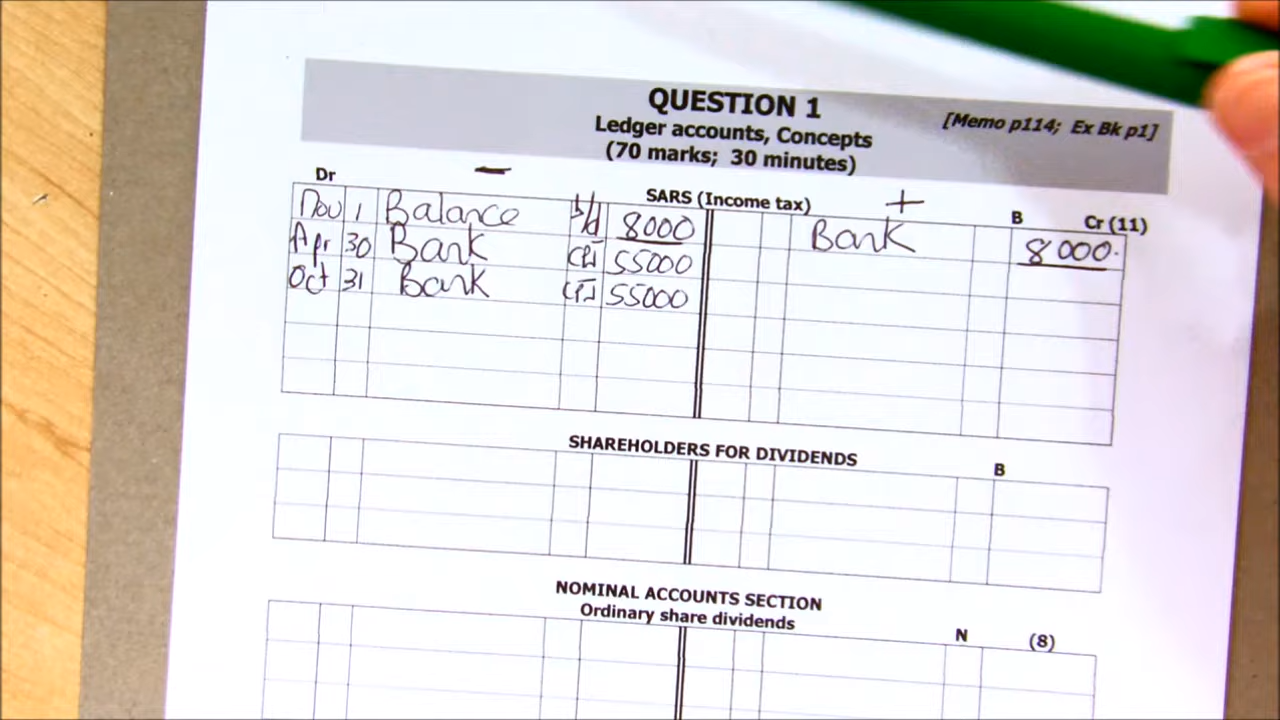 QUESTION 1
[Memo p114; Ex Bk p1]
Ledger accounts, Concepts
(70 marks; 30 minutes)
Dr − SARS (Income tax) + B Cr (11)
Nov 1 Balance b/d 8000 Bank 8000
Apr 30 Bank CPJ 55000
Oct 31 Bank CPJ 55000
SHAREHOLDERS FOR DIVIDENDS B
NOMINAL ACCOUNTS SECTION
Ordinary share dividends N (8)